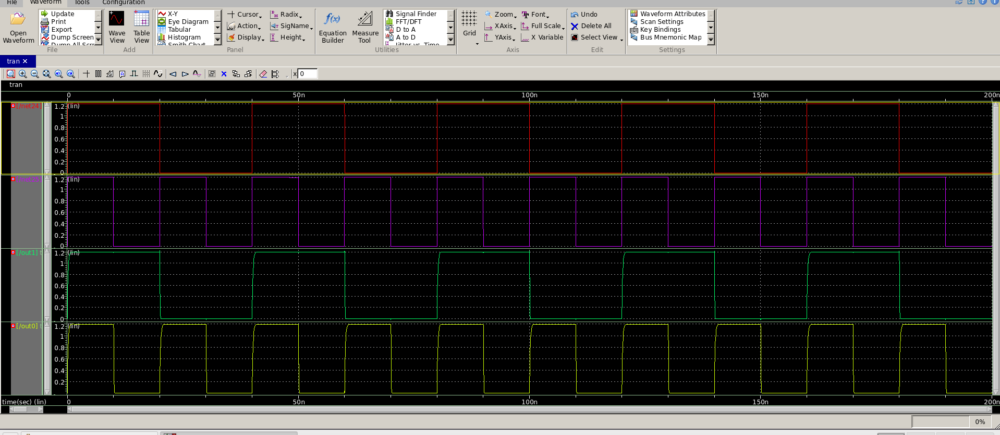 File Waveform Tools Configuration
Update
Print
Export
Dump Screen
Dump All Scr
Open
Waveform
File
Wave
View
Table
View
Add
X-Y
Eye Diagram
Tabular
Histogram
Smith Chart
Cursor
Action
Display
Radix
SigName
Height
Panel
f(x)
Equation
Builder
Measure
Tool
Signal Finder
FFT/DFT
D to A
A to D
Jitter vs. Time
Utilities
Grid
Zoom
XAxis
YAxis
Font
Full Scale
X Variable
Axis
Undo
Delete All
Select View
Edit
Waveform Attributes
Scan Settings
Key Bindings
Bus Mnemonic Map
Settings
tran
x 0
tran
0 50n 100n 150n 200n
[/net24]
1.2 (lin)
1
0.8
0.6
0.4
0.2
0
[/net25]
1.2 (lin)
1
0.8
0.6
0.4
0.2
0
[/out1] t
1.2 (lin)
1
0.8
0.6
0.4
0.2
0
[/out0] t
1.2 (lin)
1
0.8
0.6
0.4
0.2
time(sec) (lin) 0 50n 100n 150n 200n
0%